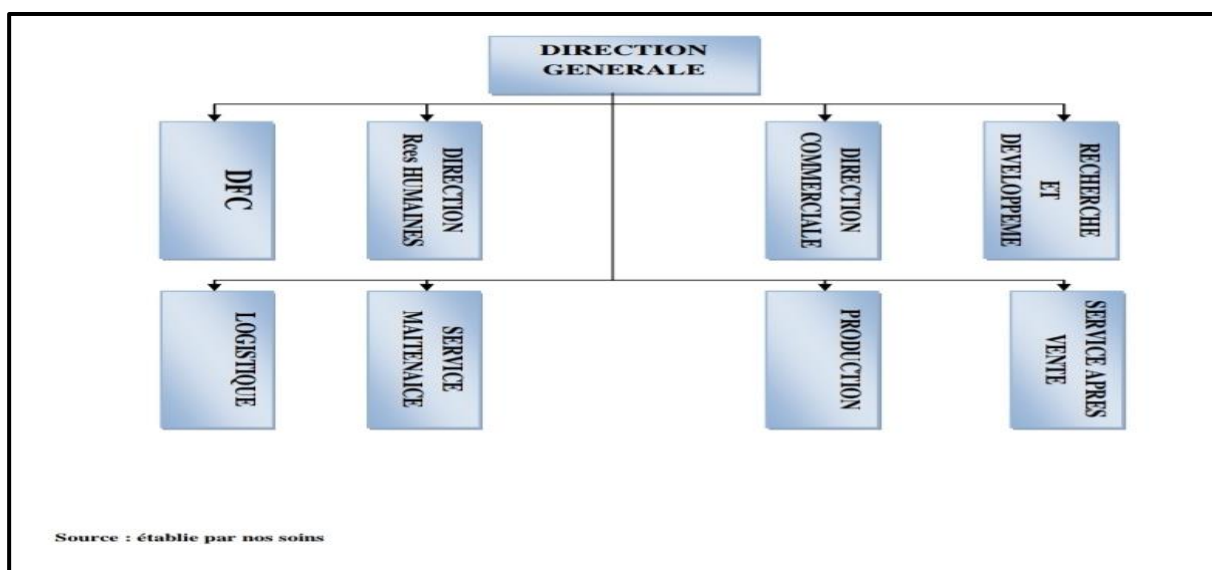 DIRECTION
GENERALE
DFC
DIRECTION
Rces HUMAINES
DIRECTION
COMMERCIALE
RECHERCHE
ET
DEVELOPPEME
LOGISTIQUE
SERVICE
MAITENAICE
PRODUCTION
SERVICE APRES
VENTE
Source : établie par nos soins